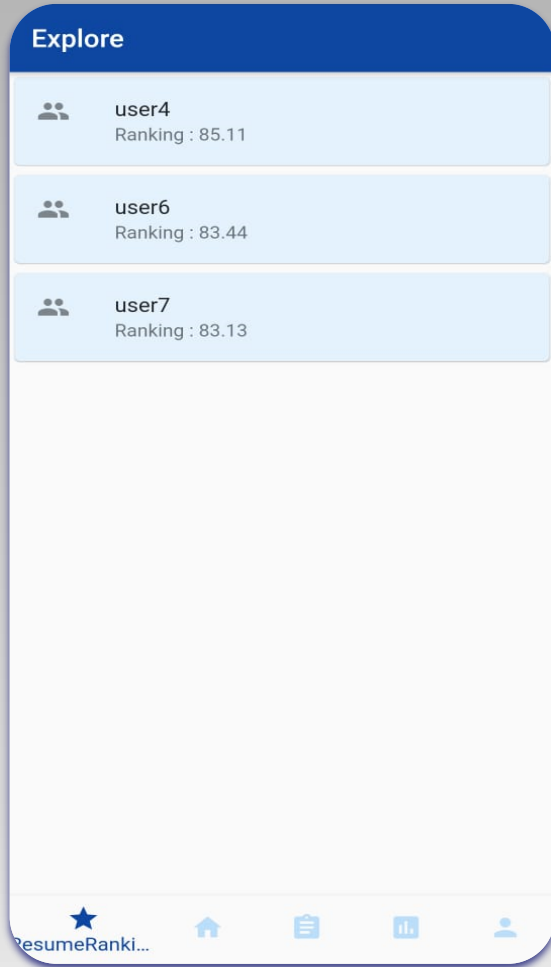 Explore
user4
Ranking : 85.11
user6
Ranking : 83.44
user7
Ranking : 83.13
ResumeRanki...